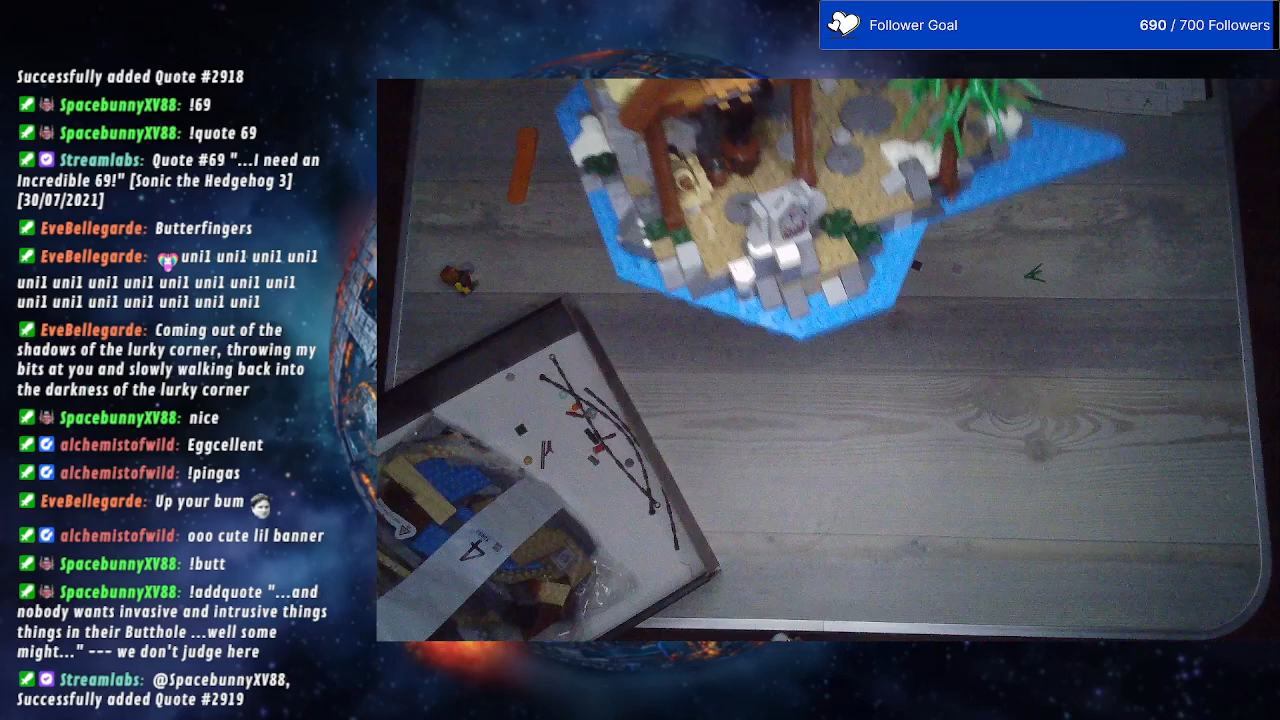 Follower Goal 690 / 700 Followers
Successfully added Quote #2918
SpacebunnyXV88: !69
SpacebunnyXV88: !quote 69
Streamlabs: Quote #69 "...I need an
Incredible 69!" [Sonic the Hedgehog 3]
[30/07/2021]
EveBellegarde: Butterfingers
EveBellegarde: uni1 uni1 uni1 uni1
uni1 uni1 uni1 uni1 uni1 uni1 uni1 uni1
uni1 uni1 uni1 uni1 uni1 uni1 uni1
EveBellegarde: Coming out of the
shadows of the lurky corner, throwing my
bits at you and slowly walking back into
the darkness of the lurky corner
SpacebunnyXV88: nice
alchemistofwild: Eggcellent
alchemistofwild: !pingas
EveBellegarde: Up your bum
alchemistofwild: ooo cute lil banner
SpacebunnyXV88: !butt
SpacebunnyXV88: !addquote "...and
nobody wants invasive and intrusive things
things in their Butthole ...well some
might..." --- we don't judge here
Streamlabs: @SpacebunnyXV88,
Successfully added Quote #2919
4